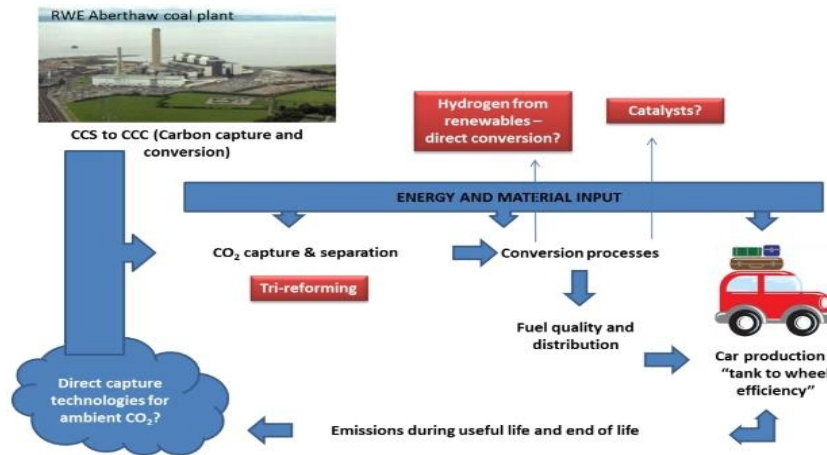 RWE Aberthaw coal plant
CCS to CCC (Carbon capture and
conversion)
Hydrogen from
renewables –
direct conversion?
Catalysts?
ENERGY AND MATERIAL INPUT
CO₂ capture & separation
Conversion processes
Tri-reforming
Fuel quality and
distribution
Car production
“tank to wheel
efficiency”
Direct capture
technologies for
ambient CO₂?
Emissions during useful life and end of life